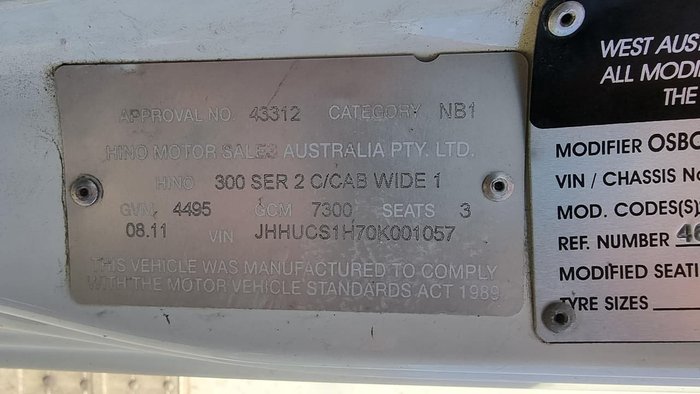 APPROVAL NO. 43312 CATEGORY NB1
HINO MOTOR SALES AUSTRALIA PTY. LTD.
HINO 300 SER 2 C/CAB WIDE 1
GVM 4495 GCM 7300 SEATS 3
08.11 VIN JHHUCS1H70K001057
THIS VEHICLE WAS MANUFACTURED TO COMPLY
WITH THE MOTOR VEHICLE STANDARDS ACT 1989
WEST AUS
ALL MODI
THE
MODIFIER OSBO
VIN / CHASSIS No
MOD. CODES(S)
REF. NUMBER 46
MODIFIED SEATI
TYRE SIZES